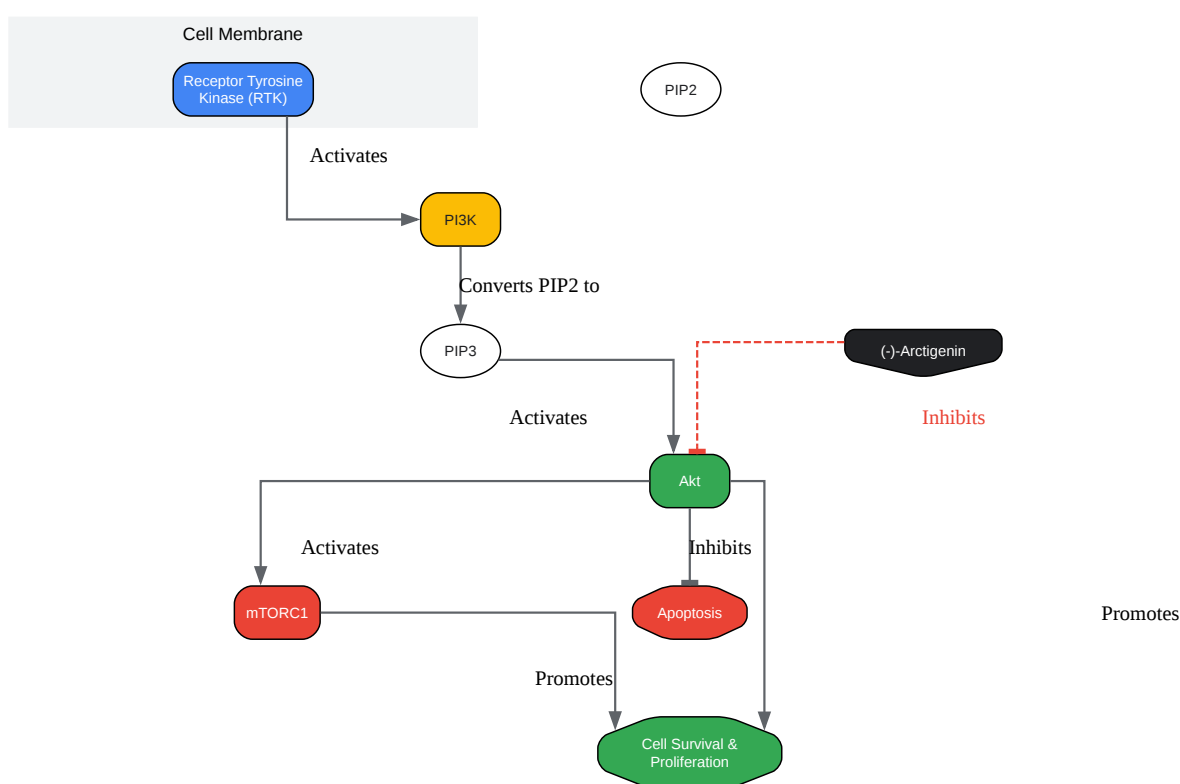 Cell Membrane
Receptor Tyrosine
Kinase (RTK)
PIP2
Activates
PI3K
Converts PIP2 to
PIP3
(-)-Arctigenin
Activates
Inhibits
Akt
Activates
Inhibits
mTORC1
Apoptosis
Promotes
Promotes
Cell Survival &
Proliferation